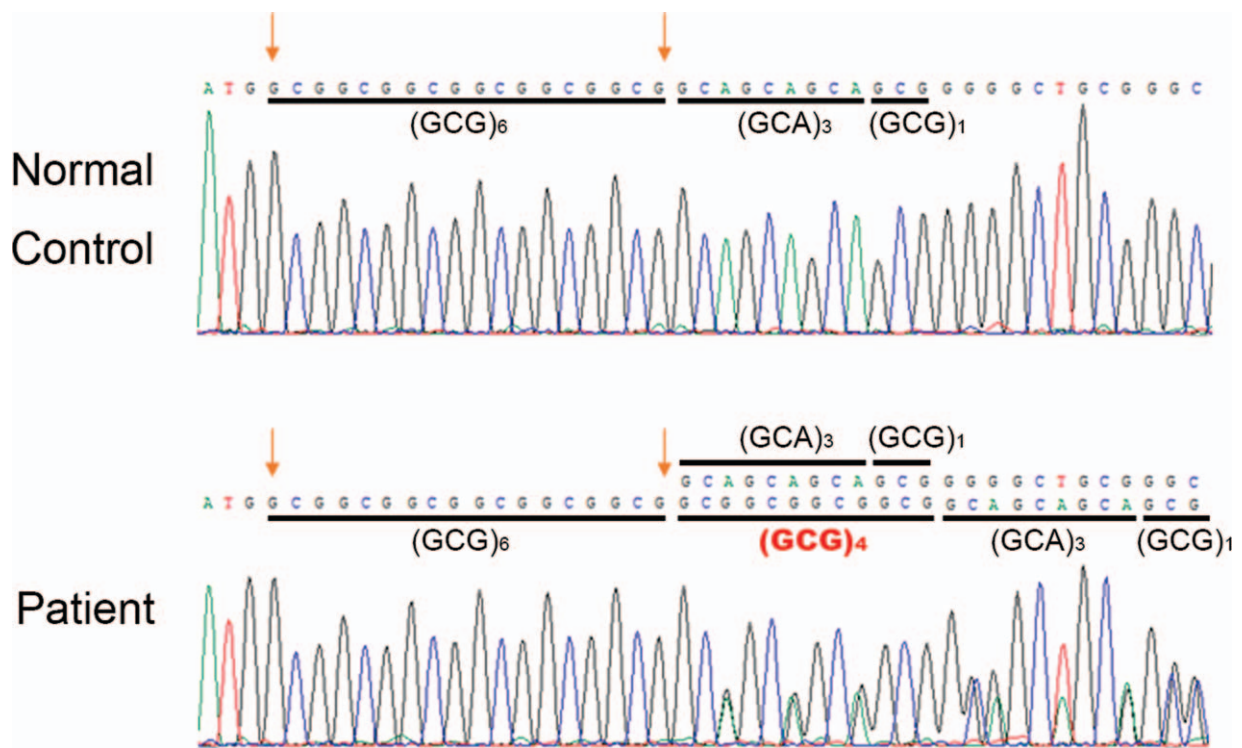 A T G G C G G C G G C G G C G G C G G C G G C A G C A G C A G C G G G G G C T G C G G G C
(GCG)6 (GCA)3 (GCG)1
Normal
Control
(GCA)3 (GCG)1
G C A G C A G C A G C G G G G G C T G C G G G C
A T G G C G G C G G C G G C G G C G G C G G C G G C G G C G G C G G C A G C A G C A G C G
(GCG)6 (GCG)4 (GCA)3 (GCG)1
Patient